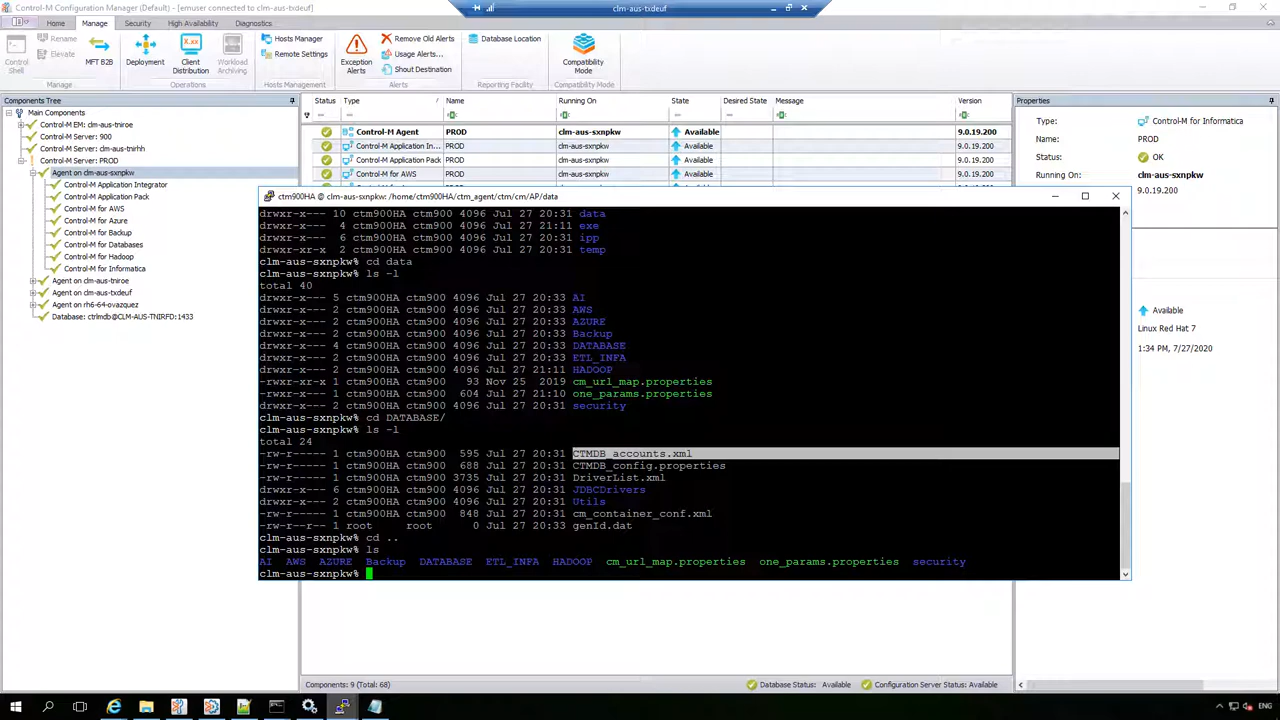 Control-M Configuration Manager (Default) - [emuser connected to clm-aus-txdeuf]
clm-aus-txdeuf
Home Manage Security High Availability Diagnostics
Control Shell
Rename
Elevate
MFT B2B
Manage
Deployment
Client Distribution
Workload Archiving
Operations
Hosts Manager
Remote Settings
Hosts Management
Exception Alerts
Remove Old Alerts
Usage Alerts...
Shout Destination
Alerts
Database Location
Reporting Facility
Compatibility Mode
Compatibility Mode
Components Tree
Main Components
Control-M EM: clm-aus-tniroe
Control-M Server: 900
Control-M Server: clm-aus-tnirhh
Control-M Server: PROD
Agent on clm-aus-sxnpkw
Control-M Application Integrator
Control-M Application Pack
Control-M for AWS
Control-M for Azure
Control-M for Backup
Control-M for Databases
Control-M for Hadoop
Control-M for Informatica
Agent on clm-aus-tniroe
Agent on clm-aus-txdeuf
Agent on rh6-64-ovazquez
Database: ctrlmdb@CLM-AUS-TNIRFD:1433
Status Type / Name Running On State Desired State Message Version
Control-M Agent PROD clm-aus-sxnpkw Available 9.0.19.200
Control-M Application In... PROD clm-aus-sxnpkw Available 9.0.19.200
Control-M Application Pack PROD clm-aus-sxnpkw Available 9.0.19.200
Control-M for AWS PROD clm-aus-sxnpkw Available 9.0.19.200
Properties
Type: Control-M for Informatica
Name: PROD
Status: OK
Running On: clm-aus-sxnpkw
9.0.19.200
Available
Linux Red Hat 7
1:34 PM, 7/27/2020
ctm900HA @ clm-aus-sxnpkw: /home/ctm900HA/ctm_agent/ctm/cm/AP/data
drwxr-x--- 10 ctm900HA ctm900 4096 Jul 27 20:31 data
drwxr-x--- 4 ctm900HA ctm900 4096 Jul 27 21:11 exe
drwxr-x--- 6 ctm900HA ctm900 4096 Jul 27 20:31 ipp
drwxr-xr-x 2 ctm900HA ctm900 4096 Jul 27 20:31 temp
clm-aus-sxnpkw% cd data
clm-aus-sxnpkw% ls -l
total 40
drwxr-x--- 5 ctm900HA ctm900 4096 Jul 27 20:33 AI
drwxr-x--- 2 ctm900HA ctm900 4096 Jul 27 20:33 AWS
drwxr-x--- 2 ctm900HA ctm900 4096 Jul 27 20:33 AZURE
drwxr-x--- 2 ctm900HA ctm900 4096 Jul 27 20:33 Backup
drwxr-x--- 4 ctm900HA ctm900 4096 Jul 27 20:33 DATABASE
drwxr-x--- 2 ctm900HA ctm900 4096 Jul 27 20:33 ETL_INFA
drwxr-x--- 2 ctm900HA ctm900 4096 Jul 27 21:11 HADOOP
-rwxr-xr-x 1 ctm900HA ctm900 93 Nov 25 2019 cm_url_map.properties
-rwxr-x--- 1 ctm900HA ctm900 604 Jul 27 21:10 one_params.properties
drwxr-x--- 2 ctm900HA ctm900 4096 Jul 27 20:31 security
clm-aus-sxnpkw% cd DATABASE/
clm-aus-sxnpkw% ls -l
total 24
-rw-r----- 1 ctm900HA ctm900 595 Jul 27 20:31 CTMDB_accounts.xml
-rw-r----- 1 ctm900HA ctm900 688 Jul 27 20:31 CTMDB_config.properties
-rw-r----- 1 ctm900HA ctm900 3735 Jul 27 20:31 DriverList.xml
drwxr-x--- 6 ctm900HA ctm900 4096 Jul 27 20:31 JDBCDrivers
drwxr-x--- 2 ctm900HA ctm900 4096 Jul 27 20:31 Utils
-rw-r----- 1 ctm900HA ctm900 848 Jul 27 20:31 cm_container_conf.xml
-rw-r--r-- 1 root root 0 Jul 27 20:33 genId.dat
clm-aus-sxnpkw% cd ..
clm-aus-sxnpkw% ls
AI AWS AZURE Backup DATABASE ETL_INFA HADOOP cm_url_map.properties one_params.properties security
clm-aus-sxnpkw%
Components: 9 (Total: 68)
Database Status: Available
Configuration Server Status: Available
ENG